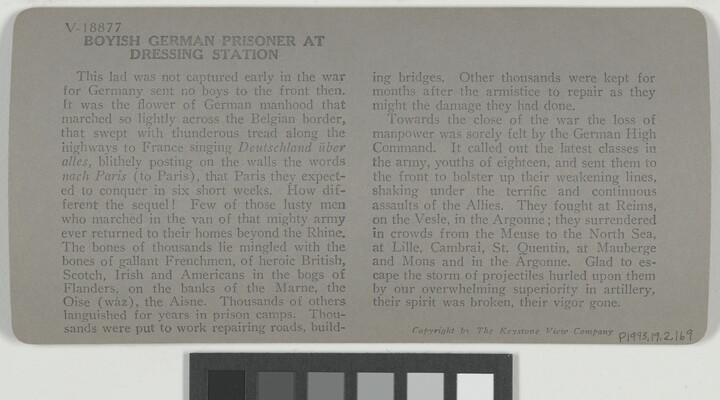 V-18877
BOYISH GERMAN PRISONER AT
DRESSING STATION
This lad was not captured early in the war
for Germany sent no boys to the front then.
It was the flower of German manhood that
marched so lightly across the Belgian border,
that swept with thunderous tread along the
highways to France singing Deutschland über
alles, blithely posting on the walls the words
nach Paris (to Paris), that Paris they expect-
ed to conquer in six short weeks. How dif-
ferent the sequel! Few of those lusty men
who marched in the van of that mighty army
ever returned to their homes beyond the Rhine.
The bones of thousands lie mingled with the
bones of gallant Frenchmen, of heroic British,
Scotch, Irish and Americans in the bogs of
Flanders, on the banks of the Marne, the
Oise (wäz), the Aisne. Thousands of others
languished for years in prison camps. Thou-
sands were put to work repairing roads, build-
ing bridges. Other thousands were kept for
months after the armistice to repair as they
might the damage they had done.
Towards the close of the war the loss of
manpower was sorely felt by the German High
Command. It called out the latest classes in
the army, youths of eighteen, and sent them to
the front to bolster up their weakening lines,
shaking under the terrific and continuous
assaults of the Allies. They fought at Reims,
on the Vesle, in the Argonne; they surrendered
in crowds from the Meuse to the North Sea,
at Lille, Cambrai, St. Quentin, at Mauberge
and Mons and in the Argonne. Glad to es-
cape the storm of projectiles hurled upon them
by our overwhelming superiority in artillery,
their spirit was broken, their vigor gone.
Copyright by The Keystone View Company
P1995.19.2.169